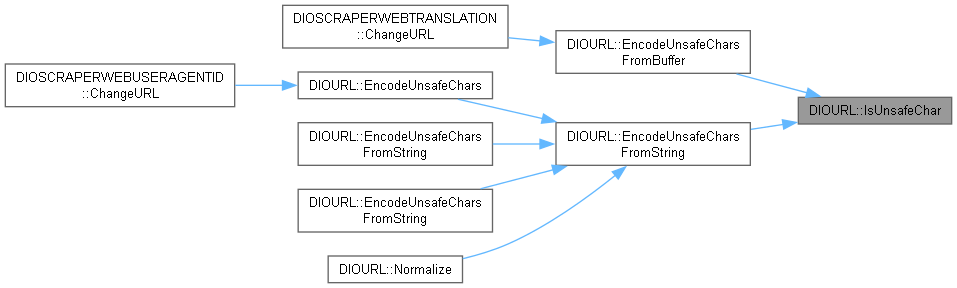 DIOSCRAPERWEBTRANSLATION
::ChangeURL
DIOURL::EncodeUnsafeChars
FromBuffer
DIOSCRAPERWEBUSERAGENTID
::ChangeURL
DIOURL::EncodeUnsafeChars
DIOURL::IsUnsafeChar
DIOURL::EncodeUnsafeChars
FromString
DIOURL::EncodeUnsafeChars
FromString
DIOURL::EncodeUnsafeChars
FromString
DIOURL::Normalize